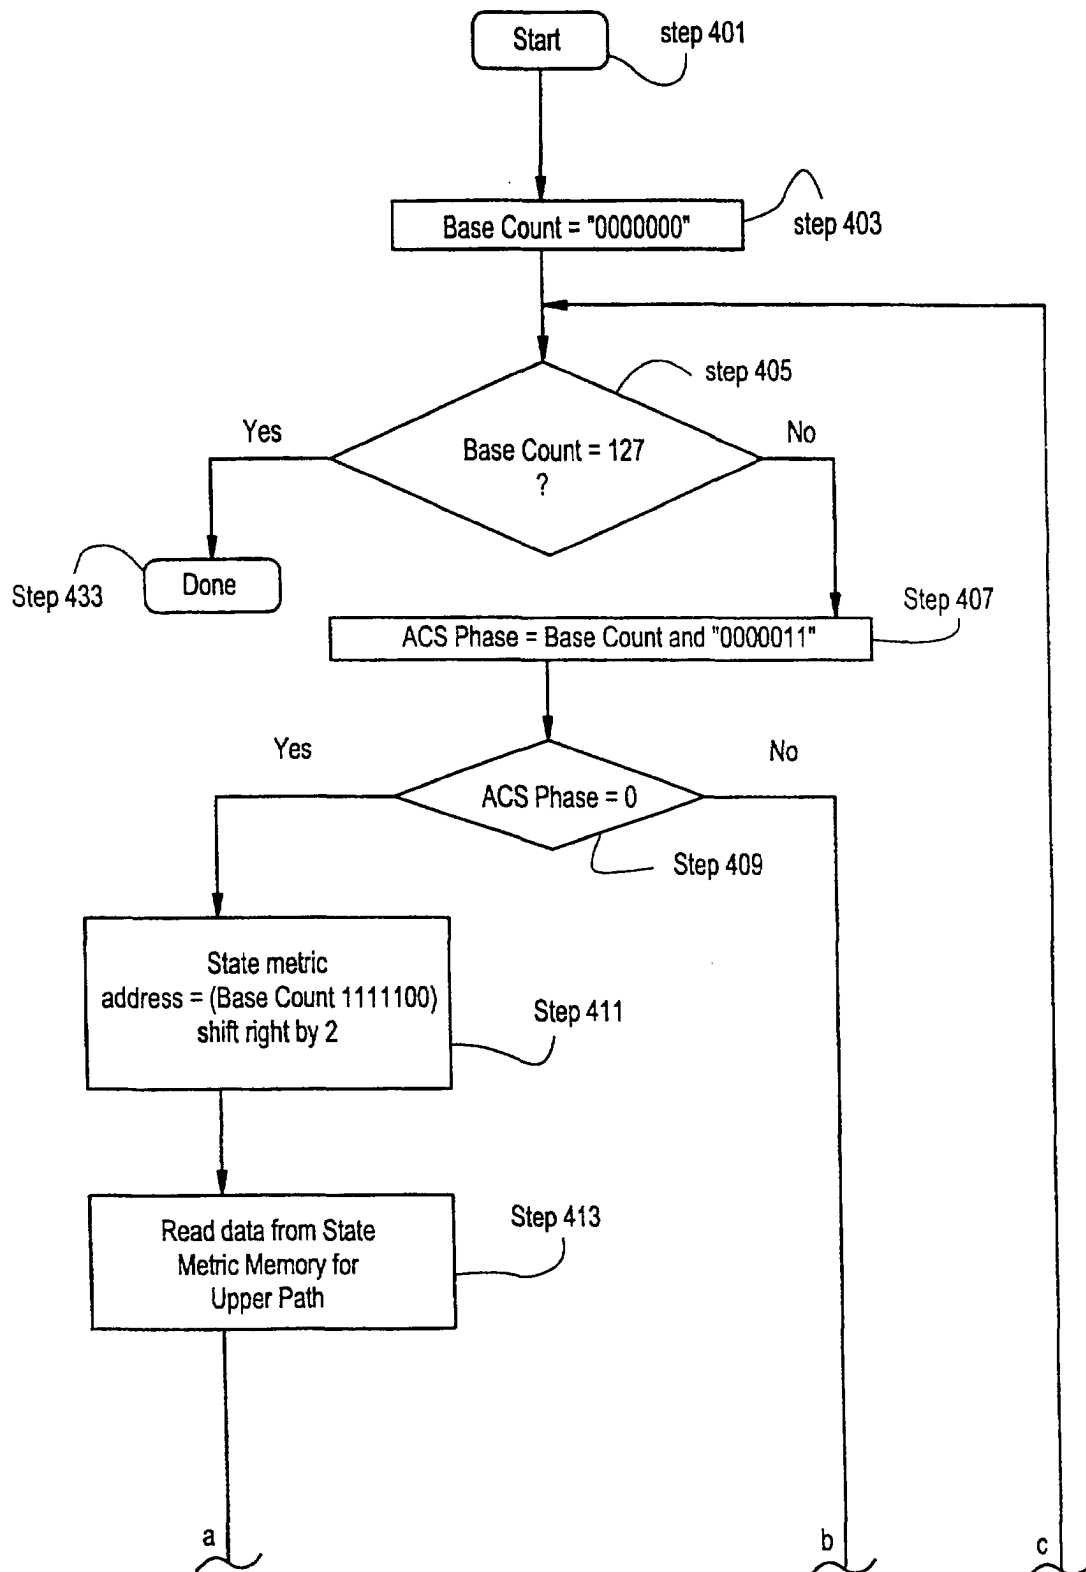 Start
step 401
Base Count = "0000000"
step 403
step 405
Yes
Base Count = 127
?
No
Step 433
Done
Step 407
ACS Phase = Base Count and "0000011"
Yes
No
ACS Phase = 0
Step 409
State metric
address = (Base Count 1111100)
shift right by 2
Step 411
Read data from State
Metric Memory for
Upper Path
Step 413
a
b
c